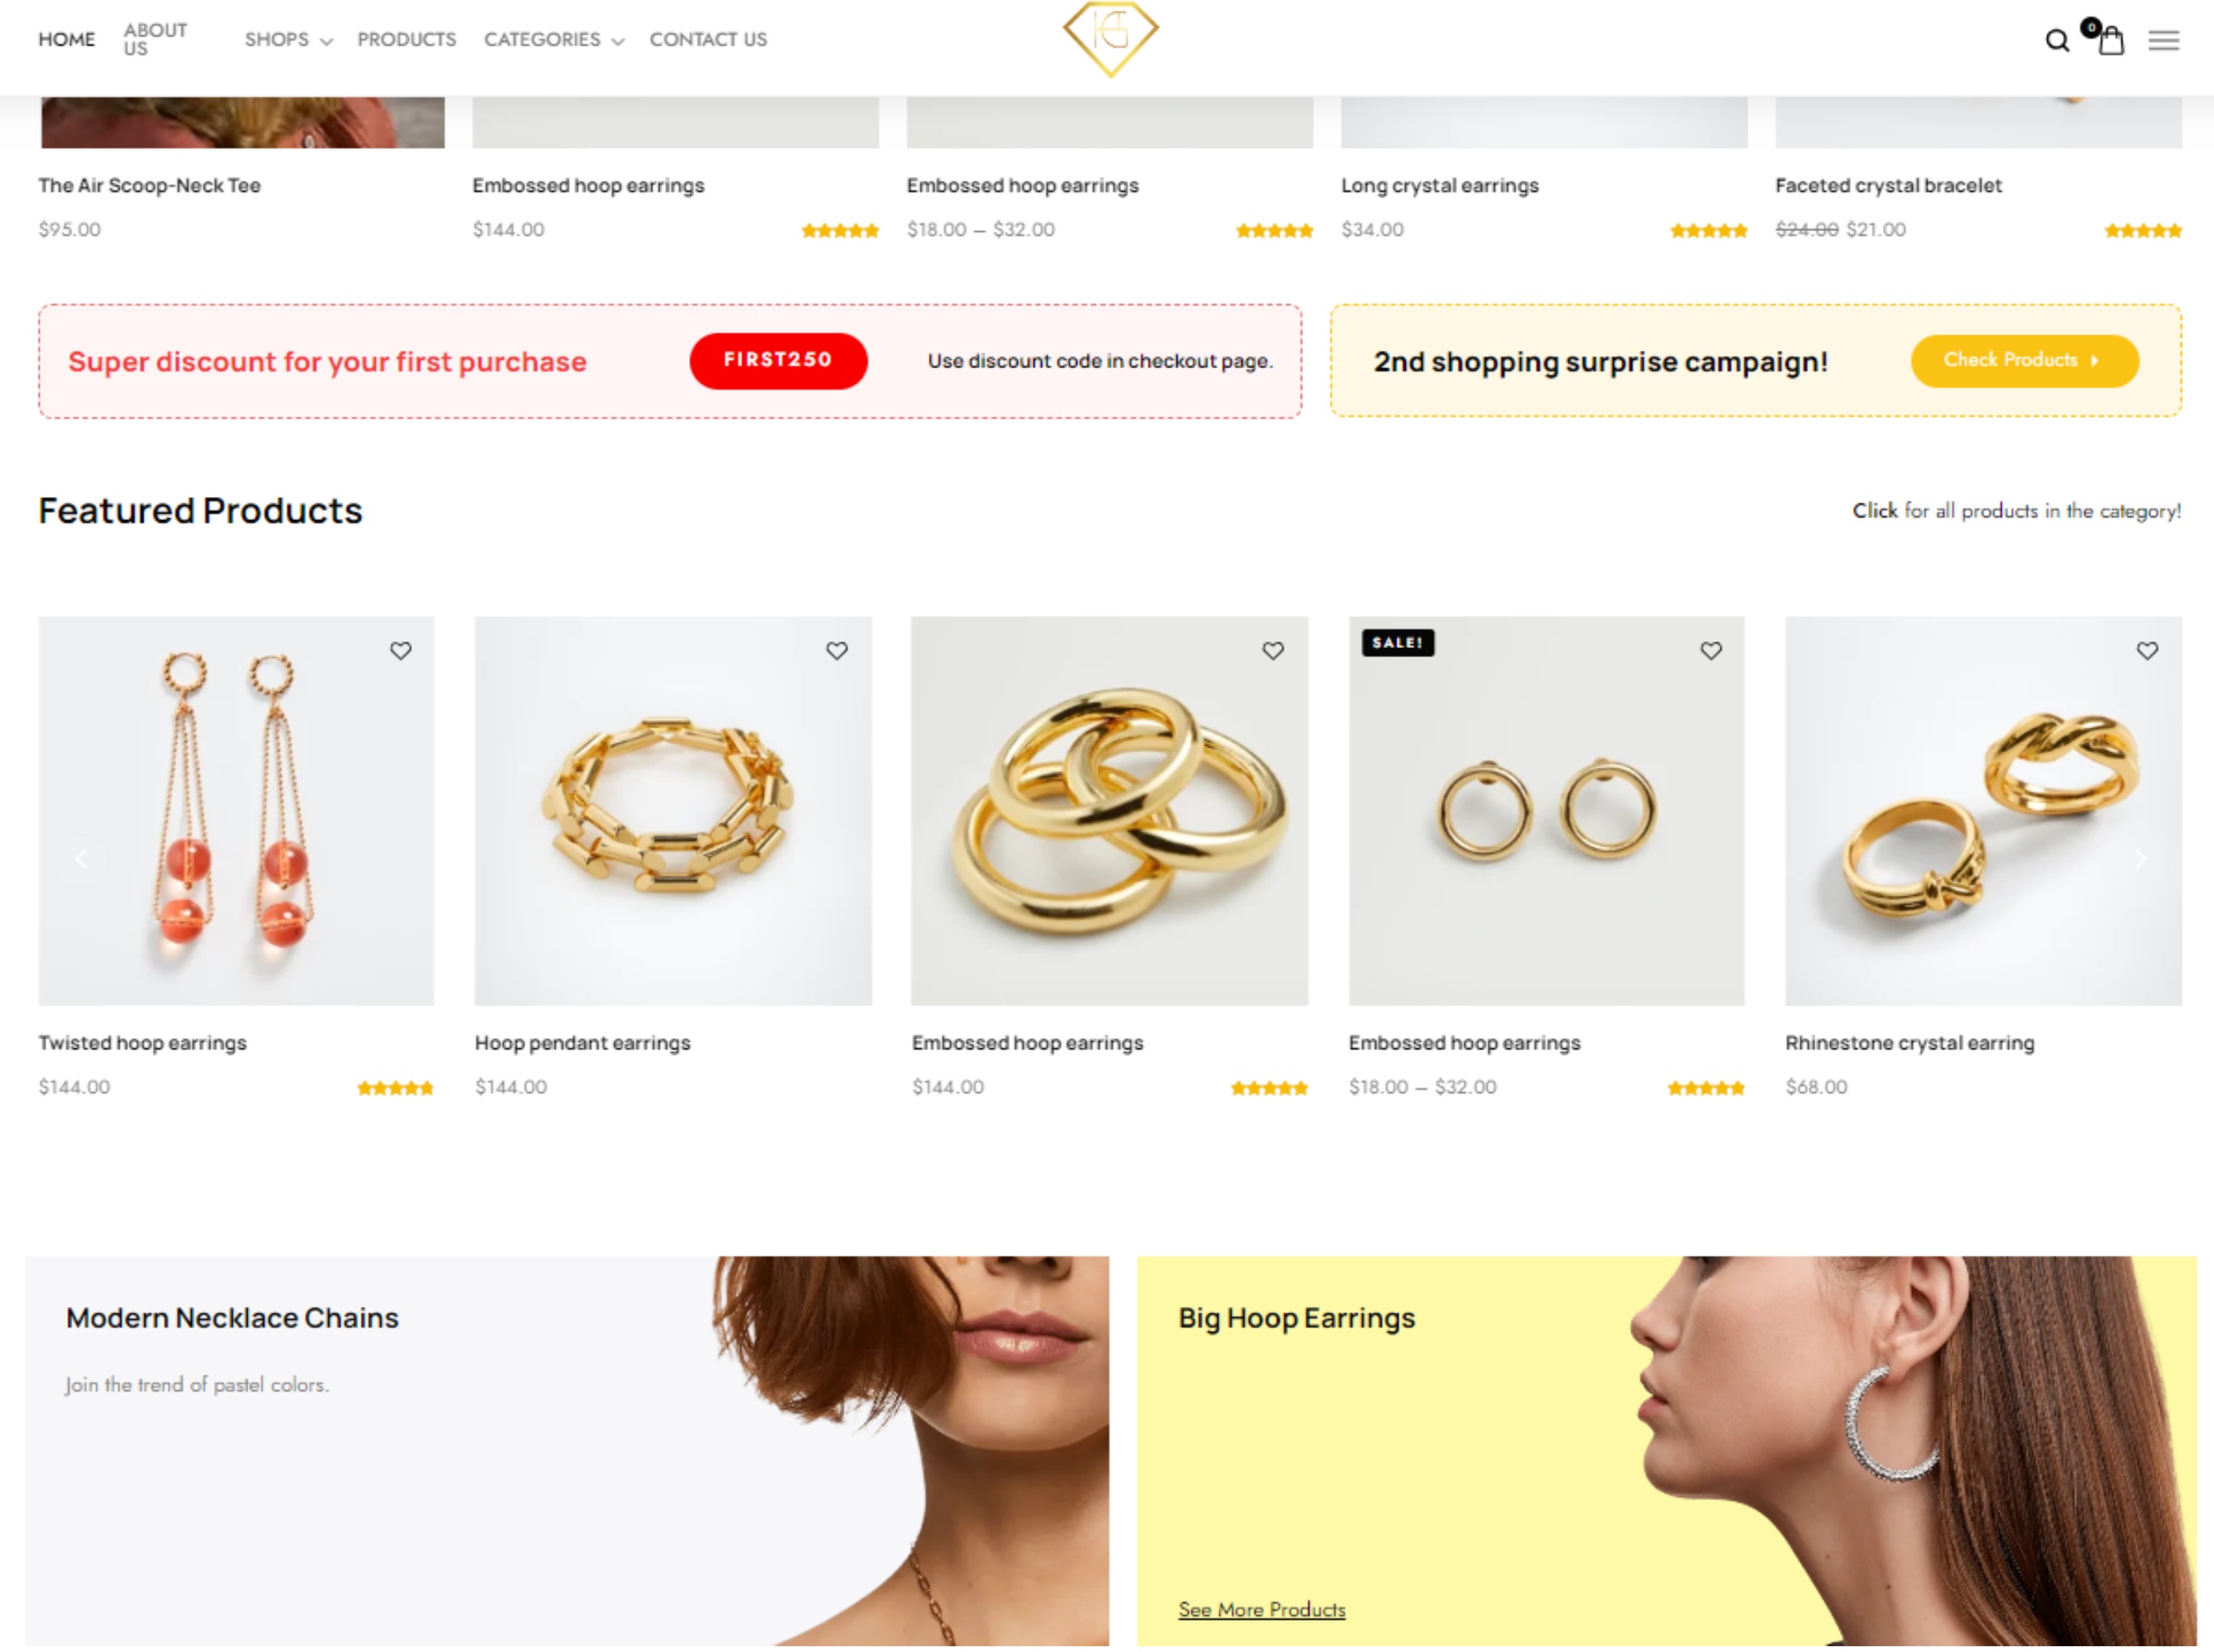 HOME
ABOUT
US
SHOPS
PRODUCTS
CATEGORIES
CONTACT US
0
The Air Scoop-Neck Tee
$95.00
Embossed hoop earrings
$144.00
Embossed hoop earrings
$18.00 – $32.00
Long crystal earrings
$34.00
Faceted crystal bracelet
$24.00 $21.00
Super discount for your first purchase
FIRST250
Use discount code in checkout page.
2nd shopping surprise campaign!
Check Products
Featured Products
Click for all products in the category!
SALE!
Twisted hoop earrings
$144.00
Hoop pendant earrings
$144.00
Embossed hoop earrings
$144.00
Embossed hoop earrings
$18.00 – $32.00
Rhinestone crystal earring
$68.00
Modern Necklace Chains
Join the trend of pastel colors.
Big Hoop Earrings
See More Products